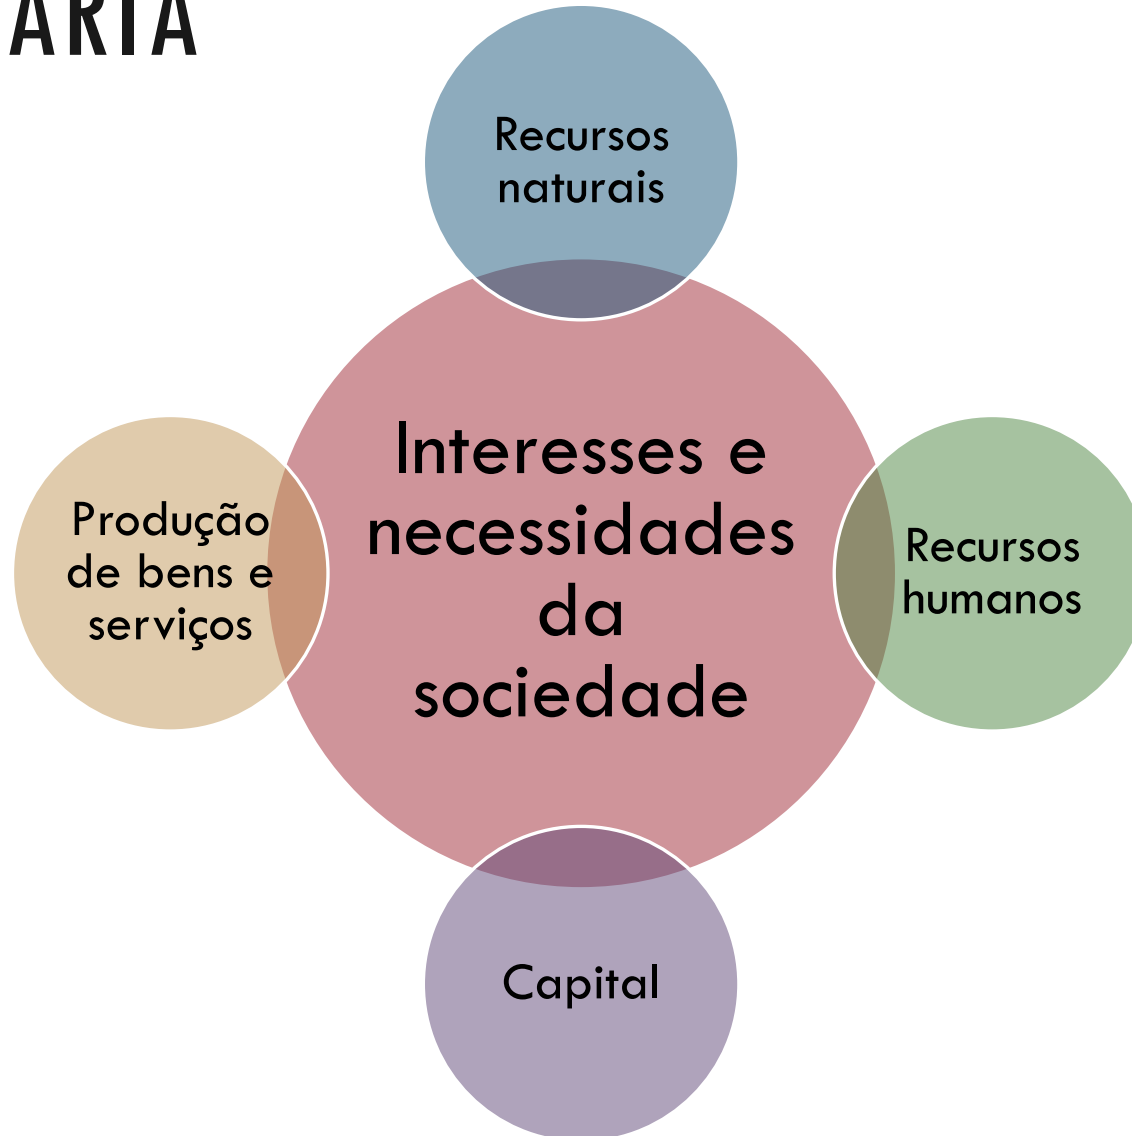 ARIA
Recursos
naturais
Interesses e
necessidades
da
sociedade
Produção
de bens e
serviços
Recursos
humanos
Capital